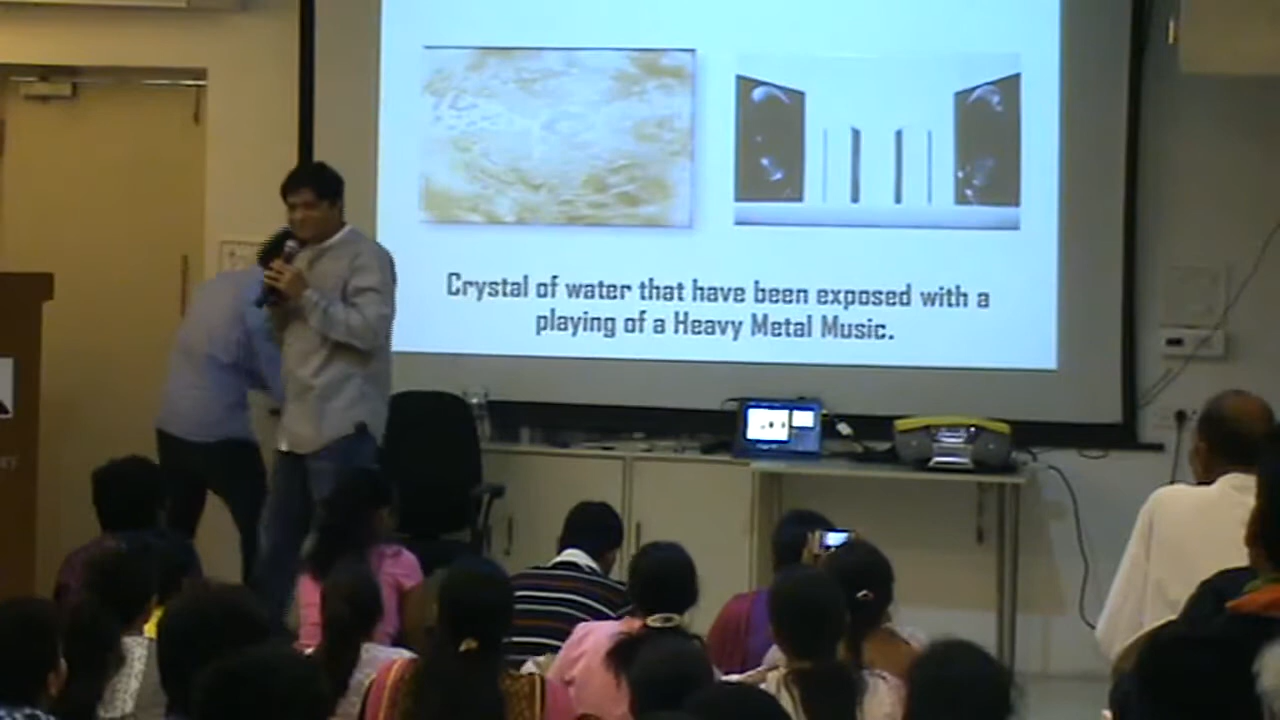 Crystal of water that have been exposed with a
playing of a Heavy Metal Music.